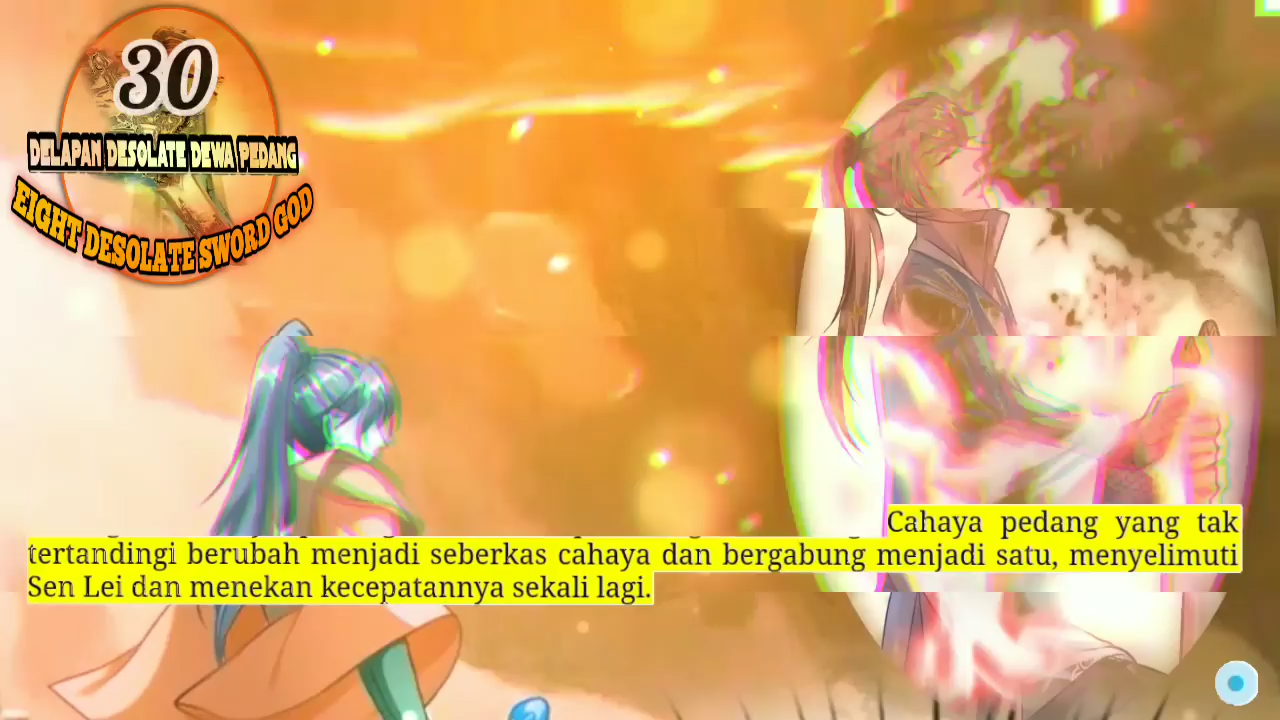 30
DELAPAN DESOLATE DEWA PEDANG
EIGHT DESOLATE SWORD GOD
Cahaya pedang yang tak
tertandingi berubah menjadi seberkas cahaya dan bergabung menjadi satu, menyelimuti
Sen Lei dan menekan kecepatannya sekali lagi.